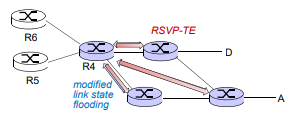 R6
RSVP-TE
D
R4
R5
modified
link state
flooding
A